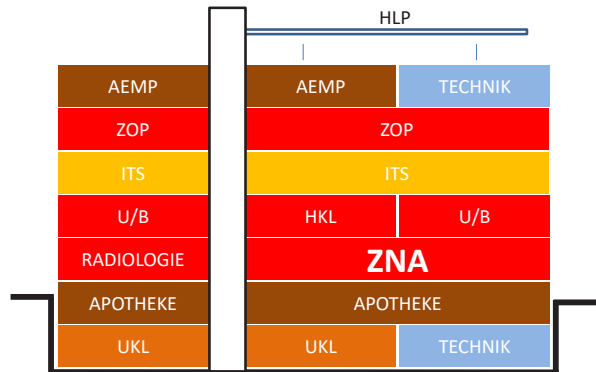 HLP
AEMP AEMP TECHNIK
ZOP ZOP
ITS ITS
U/B HKL U/B
RADIOLOGIE ZNA
APOTHEKE APOTHEKE
UKL UKL TECHNIK